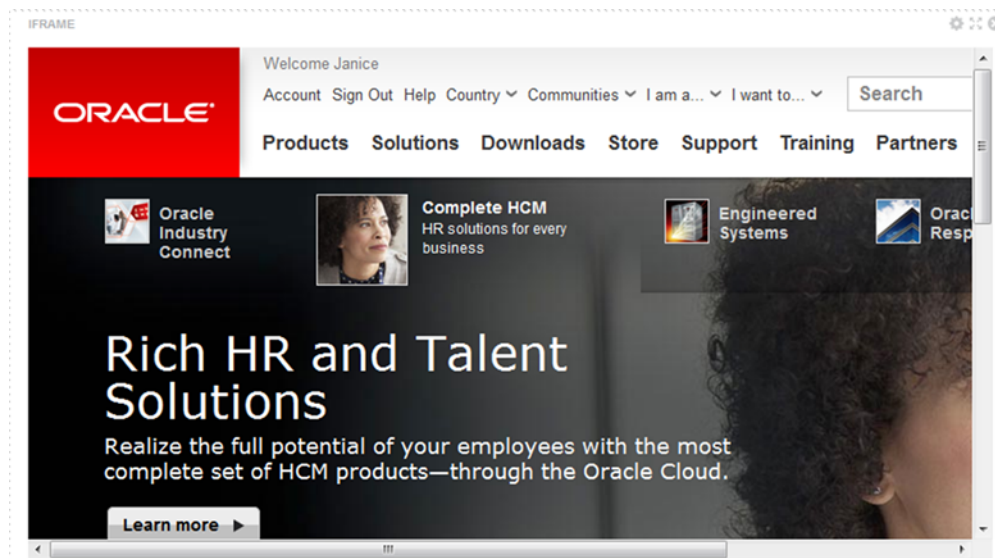 IFRAME
ORACLE
Welcome Janice
Account Sign Out Help Country Communities I am a... I want to... Search
Products Solutions Downloads Store Support Training Partners
Oracle
Industry
Connect
Complete HCM
HR solutions for every
business
Engineered
Systems
Orac
Resp
Rich HR and Talent
Solutions
Realize the full potential of your employees with the most
complete set of HCM products—through the Oracle Cloud.
Learn more